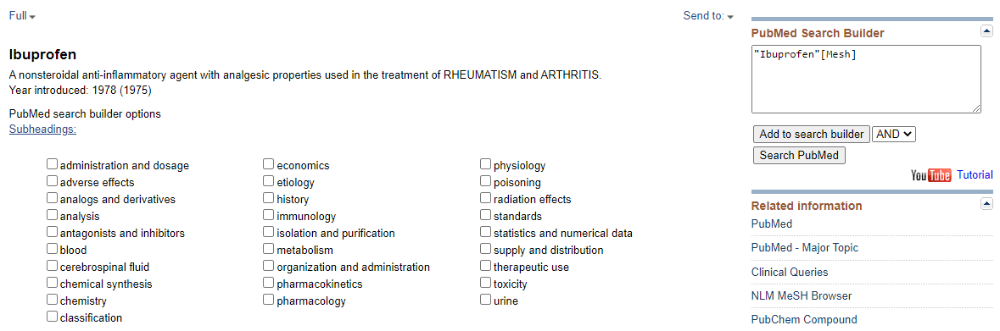 Full
Send to:
Ibuprofen
A nonsteroidal anti-inflammatory agent with analgesic properties used in the treatment of RHEUMATISM and ARTHRITIS.
Year introduced: 1978 (1975)
PubMed search builder options
Subheadings:
administration and dosage
adverse effects
analogs and derivatives
analysis
antagonists and inhibitors
blood
cerebrospinal fluid
chemical synthesis
chemistry
classification
economics
etiology
history
immunology
isolation and purification
metabolism
organization and administration
pharmacokinetics
pharmacology
physiology
poisoning
radiation effects
standards
statistics and numerical data
supply and distribution
therapeutic use
toxicity
urine
PubMed Search Builder
"Ibuprofen"[Mesh]
Add to search builder AND
Search PubMed
YouTube Tutorial
Related information
PubMed
PubMed - Major Topic
Clinical Queries
NLM MeSH Browser
PubChem Compound